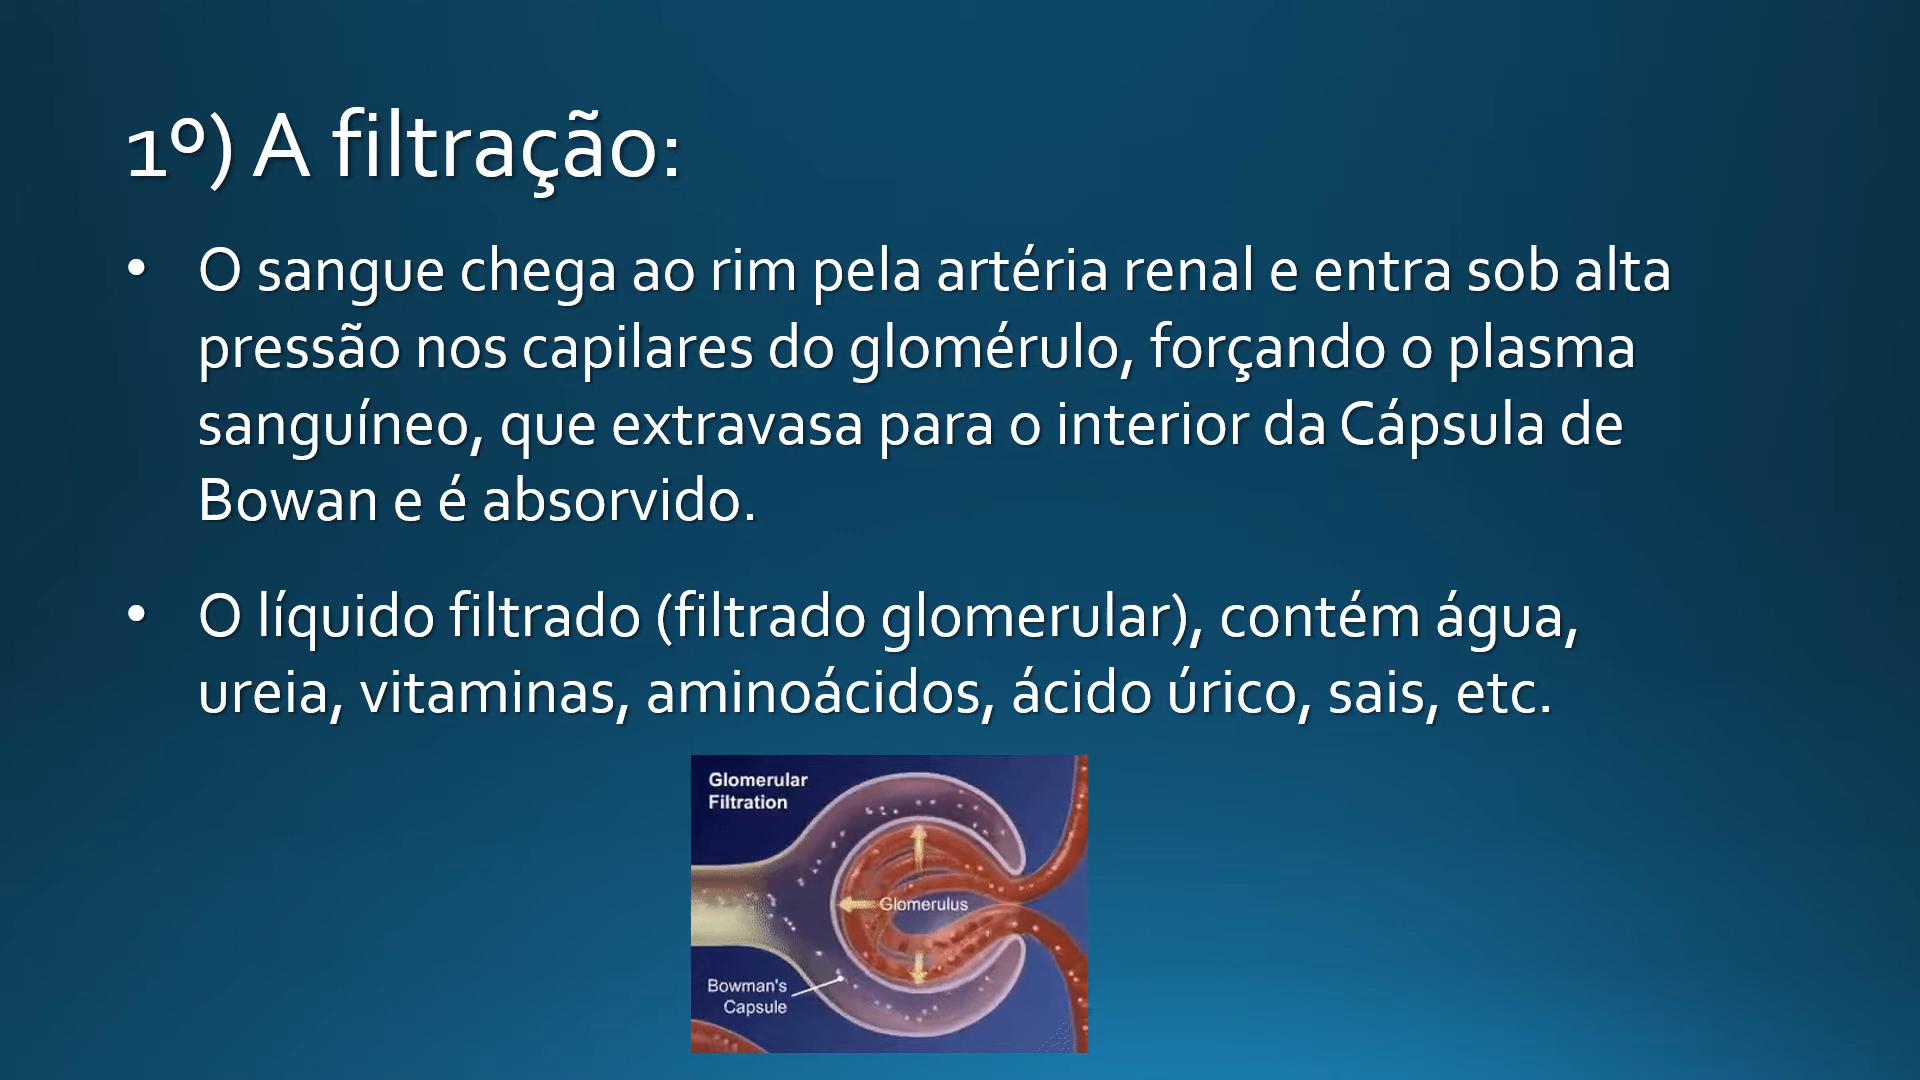 1º) A filtração:
• O sangue chega ao rim pela artéria renal e entra sob alta
pressão nos capilares do glomérulo, forçando o plasma
sanguíneo, que extravasa para o interior da Cápsula de
Bowan e é absorvido.
• O líquido filtrado (filtrado glomerular), contém água,
ureia, vitaminas, aminoácidos, ácido úrico, sais, etc.
Glomerular
Filtration
Glomerulus
Bowman's
Capsule